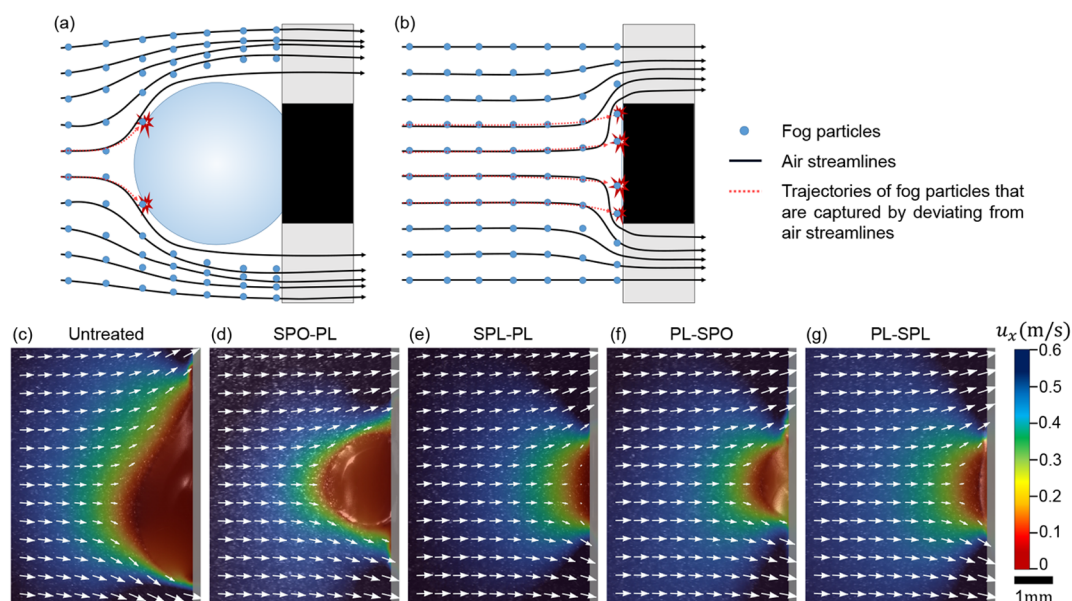 (a)
(b)
Fog particles
Air streamlines
Trajectories of fog particles that
are captured by deviating from
air streamlines
(c) Untreated
(d) SPO-PL
(e) SPL-PL
(f) PL-SPO
(g) PL-SPL
u_x(m/s)
0.6
0.5
0.4
0.3
0.2
0.1
0
1mm